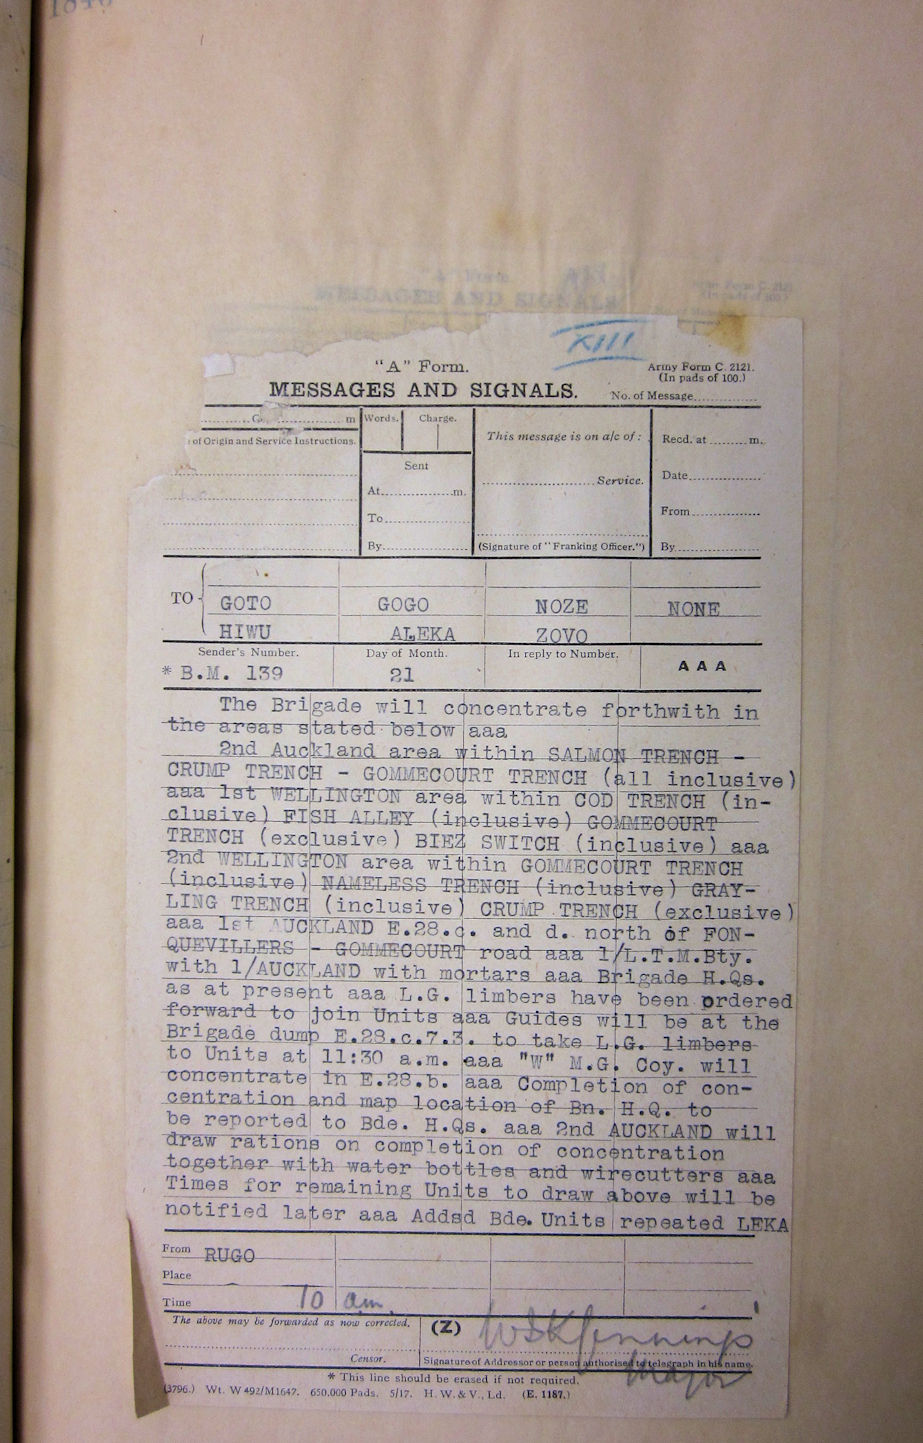 1840
XIII
"A" Form.
Army Form C. 2121.
(In pads of 100.)
MESSAGES AND SIGNALS.
No. of Message............
m
Words.
Charge.
This message is on a/c of:
Recd. at ........ m.
of Origin and Service Instructions.
Sent
............ Service.
Date............
At............m.
To............
From............
By............
(Signature of "Franking Officer.")
By............
TO
GOTO GOGO NOZE NONE
HIWU ALEKA ZOVO
Sender's Number. Day of Month. In reply to Number. AAA
* B.M. 139 21
The Brigade will concentrate forthwith in
the areas stated below aaa
2nd Auckland area within SALMON TRENCH -
CRUMP TRENCH - GOMMECOURT TRENCH (all inclusive)
aaa 1st WELLINGTON area within COD TRENCH (in-
clusive) FISH ALLEY (inclusive) GOMMECOURT
TRENCH (exclusive) BIEZ SWITCH (inclusive) aaa
2nd WELLINGTON area within GOMMECOURT TRENCH
(inclusive) NAMELESS TRENCH (inclusive) GRAY-
LING TRENCH (inclusive) CRUMP TRENCH (exclusive)
aaa 1st AUCKLAND E.28.c. and d. north of FON-
QUEVILLERS - GOMMECOURT road aaa 1/L.T.M.Bty.
with 1/AUCKLAND with mortars aaa Brigade H.Qs.
as at present aaa L.G. limbers have been ordered
forward to join Units aaa Guides will be at the
Brigade dump E.28.c.7.3. to take L.G. limbers
to Units at 11:30 a.m. aaa "W" M.G. Coy. will
concentrate in E.28.b. aaa Completion of con-
centration and map location of Bn. H.Q. to
be reported to Bde. H.Qs. aaa 2nd AUCKLAND will
draw rations on completion of concentration
together with water bottles and wirecutters aaa
Times for remaining Units to draw above will be
notified later aaa Addsd Bde. Units repeated LEKA
From RUGO
Place
Time 10 am.
The above may be forwarded as now corrected. (Z) Jennings
Major
Censor. Signature of Addressor or person authorised to telegraph in his name.
* This line should be erased if not required.
(3796.) Wt. W492/M1647. 650,000 Pads. 5/17. H. W. & V., Ld. (E. 1187.)